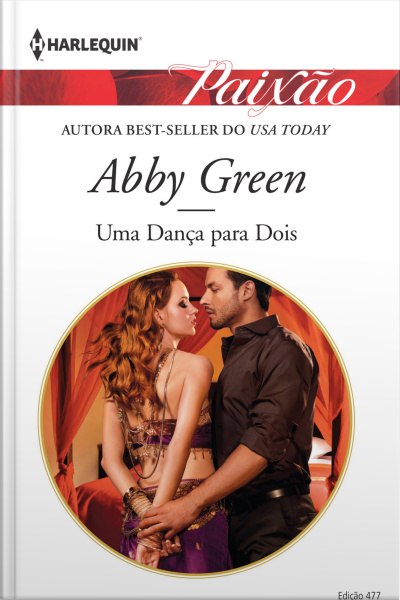 HARLEQUIN®
Paixão
AUTORA BEST-SELLER DO USA TODAY
Abby Green
Uma Dança para Dois
Edição 477